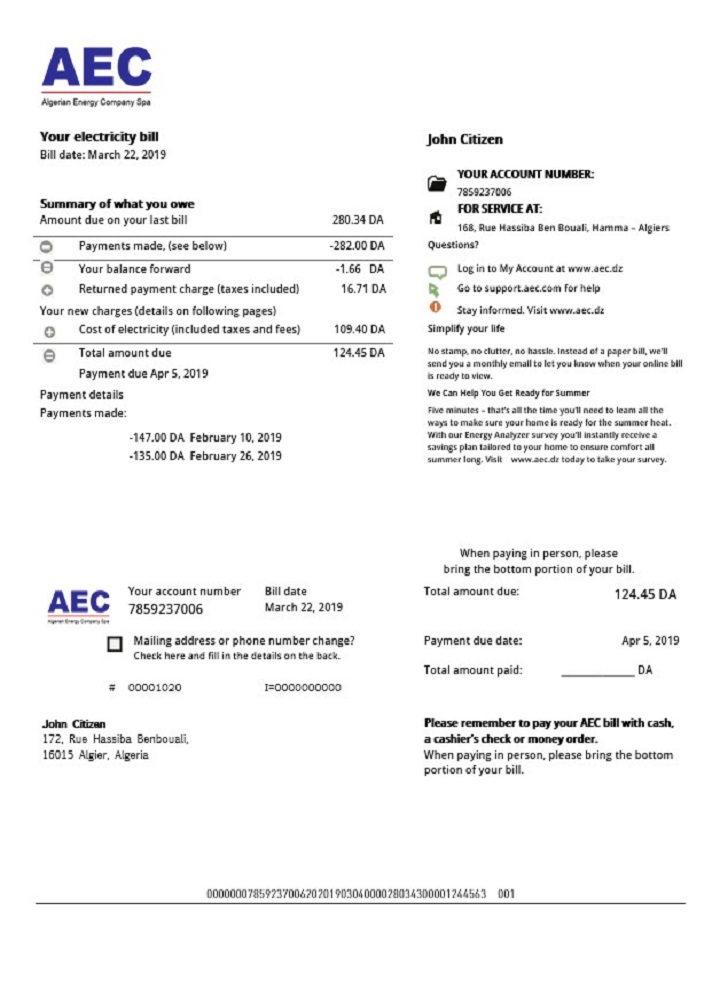 AEC
Algerian Energy Company Spa
Your electricity bill
Bill date: March 22, 2019
Summary of what you owe
Amount due on your last bill 280.34 DA
Payments made, (see below) -282.00 DA
Your balance forward -1.66 DA
Returned payment charge (taxes included) 16.71 DA
Your new charges (details on following pages)
Cost of electricity (included taxes and fees) 109.40 DA
Total amount due 124.45 DA
Payment due Apr 5, 2019
Payment details
Payments made:
-147.00 DA February 10, 2019
-135.00 DA February 26, 2019
John Citizen
YOUR ACCOUNT NUMBER:
7859237006
FOR SERVICE AT:
168, Rue Hassiba Ben Bouali, Hamma - Algiers
Questions?
Log in to My Account at www.aec.dz
Go to support.aec.com for help
Stay informed. Visit www.aec.dz
Simplify your life
No stamp, no clutter, no hassle. Instead of a paper bill, we'll
send you a monthly email to let you know when your online bill
is ready to view.
We Can Help You Get Ready for Summer
Five minutes - that's all the time you'll need to learn all the
ways to make sure your home is ready for the summer heat.
With our Energy Analyzer survey you'll instantly receive a
savings plan tailored to your home to ensure comfort all
summer long. Visit www.aec.dz today to take your survey.
When paying in person, please
bring the bottom portion of your bill.
AEC
Algerian Energy Company Spa
Your account number
7859237006
Bill date
March 22, 2019
Mailing address or phone number change?
Check here and fill in the details on the back.
# 00001020 I=0000000000
John Citizen
172, Rue Hassiba Benbouali,
16015 Algier, Algeria
Total amount due: 124.45 DA
Payment due date: Apr 5, 2019
Total amount paid: ____________ DA
Please remember to pay your AEC bill with cash,
a cashier's check or money order.
When paying in person, please bring the bottom
portion of your bill.
000000078592370062020190304000028034300001244563 001